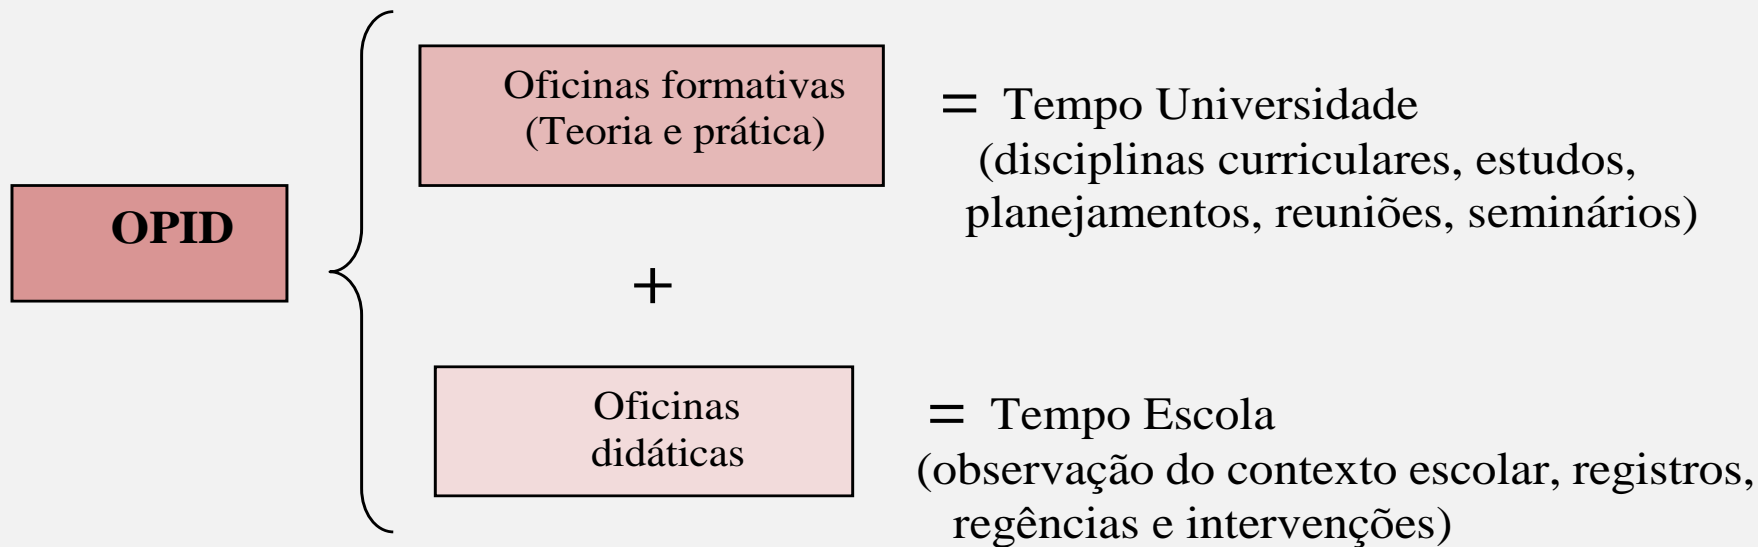 OPID
Oficinas formativas
(Teoria e prática)
= Tempo Universidade
(disciplinas curriculares, estudos,
planejamentos, reuniões, seminários)
+
Oficinas
didáticas
= Tempo Escola
(observação do contexto escolar, registros,
regências e intervenções)